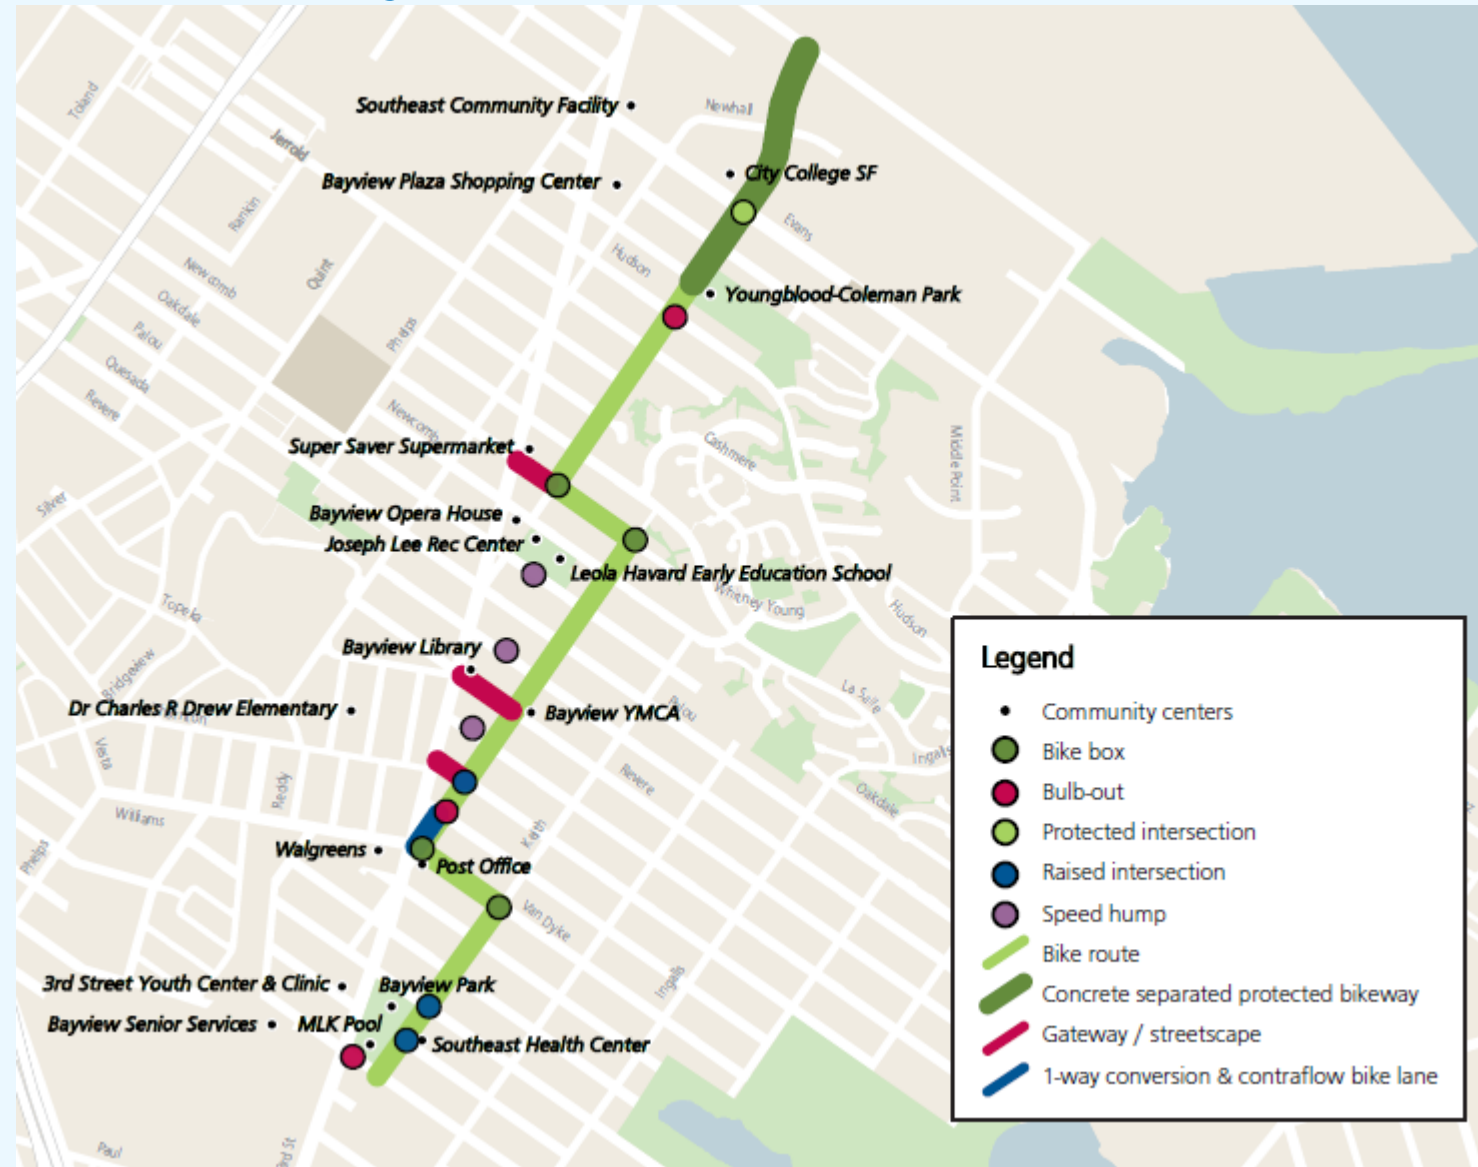 Toland
Jerrold
Southeast Community Facility
Newhall
Bayview Plaza Shopping Center
City College SF
Rankin
Evans
Hudson
Newcomb
Quint
Oakdale
Youngblood-Coleman Park
Palou
Phelps
Quesada
Revere
Newcomb
Super Saver Supermarket
Cashmere
Middle Point
Silver
Bayview Opera House
Joseph Lee Rec Center
Leola Havard Early Education School
Whitney Young
Topeka
Hudson
Bayview Library
Bridgeview
La Salle
Dr Charles R Drew Elementary
Bayview YMCA
Palou
Vesta
Ingalls
Revere
Reddy
Oakdale
Williams
Keith
Phelps
Walgreens
Post Office
Van Dyke
Ingalls
3rd Street Youth Center & Clinic
Bayview Park
Bayview Senior Services
MLK Pool
Southeast Health Center
Paul
3rd St
Legend
Community centers
Bike box
Bulb-out
Protected intersection
Raised intersection
Speed hump
Bike route
Concrete separated protected bikeway
Gateway / streetscape
1-way conversion & contraflow bike lane